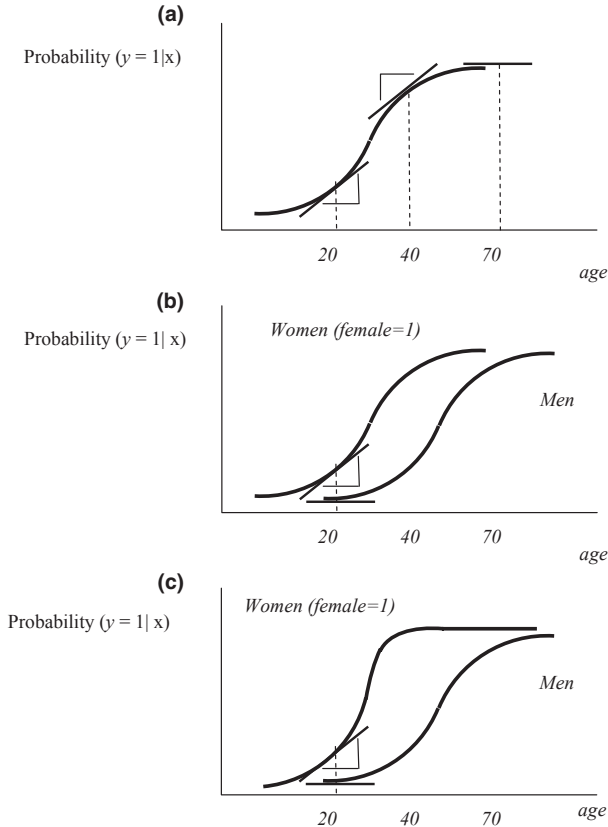 (a)
Probability (y = 1|x)
20 40 70
age
(b)
Probability (y = 1| x)
Women (female=1)
Men
20 40 70
age
(c)
Women (female=1)
Probability (y = 1| x)
Men
20 40 70
age